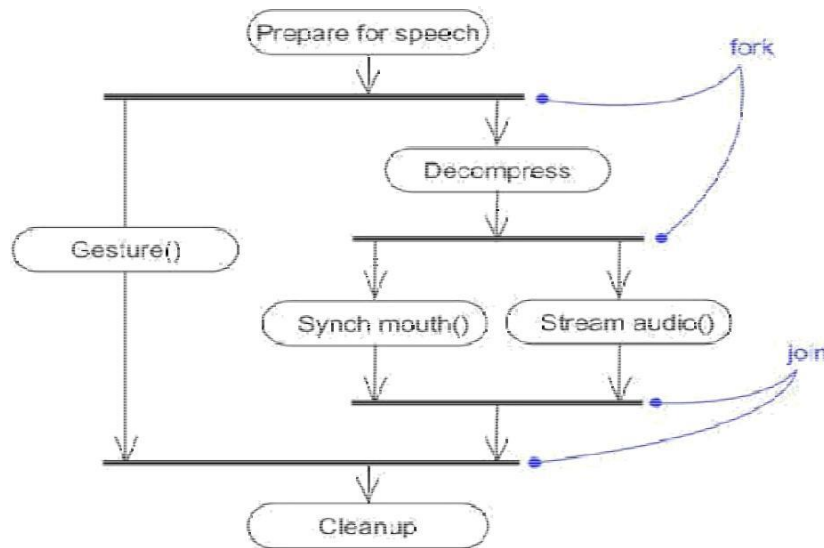 Prepare for speech
fork
Decompress
Gesture()
Synch mouth()
Stream audio()
join
Cleanup